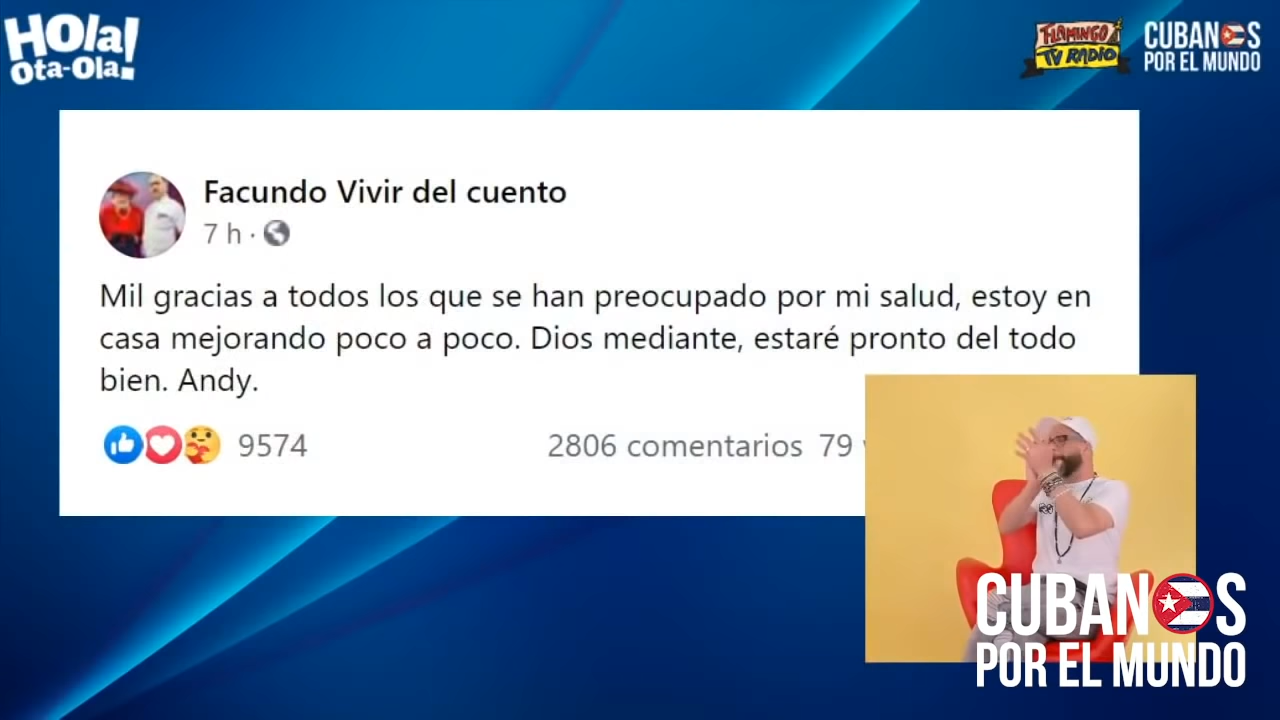 Hola!
Ota-Ola!
FLAMINGO
TV RADIO
CUBANOS
POR EL MUNDO
Facundo Vivir del cuento
7 h ·
Mil gracias a todos los que se han preocupado por mi salud, estoy en
casa mejorando poco a poco. Dios mediante, estaré pronto del todo
bien. Andy.
9574
2806 comentarios 79
CUBANOS
POR EL MUNDO